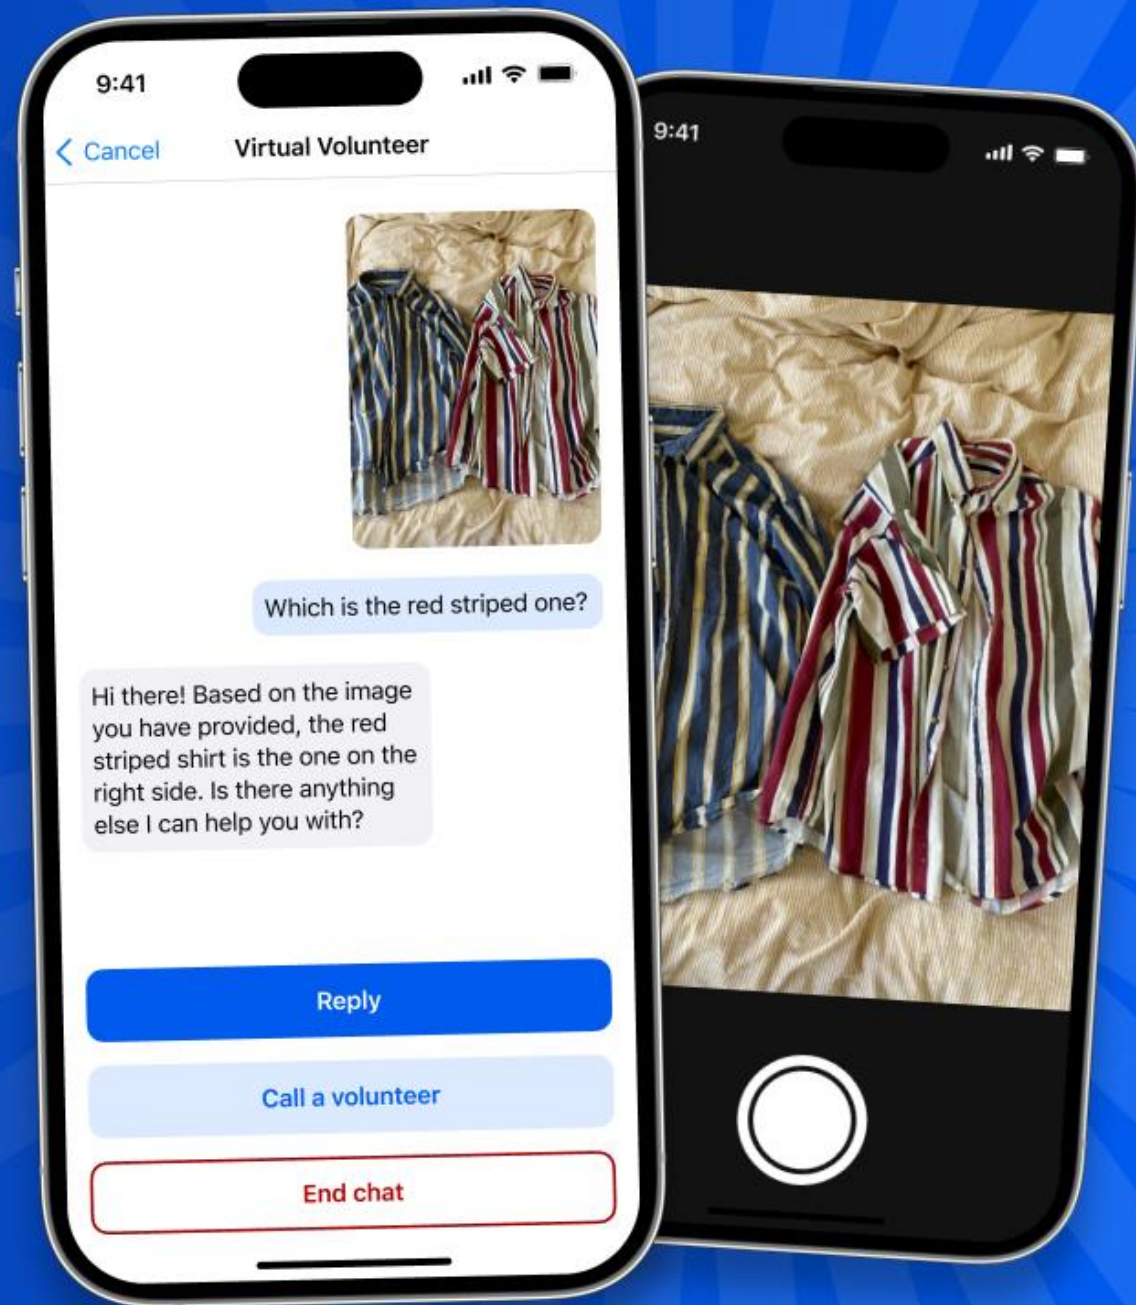 9:41
Cancel
Virtual Volunteer
Which is the red striped one?
Hi there! Based on the image
you have provided, the red
striped shirt is the one on the
right side. Is there anything
else I can help you with?
Reply
Call a volunteer
End chat
9:41